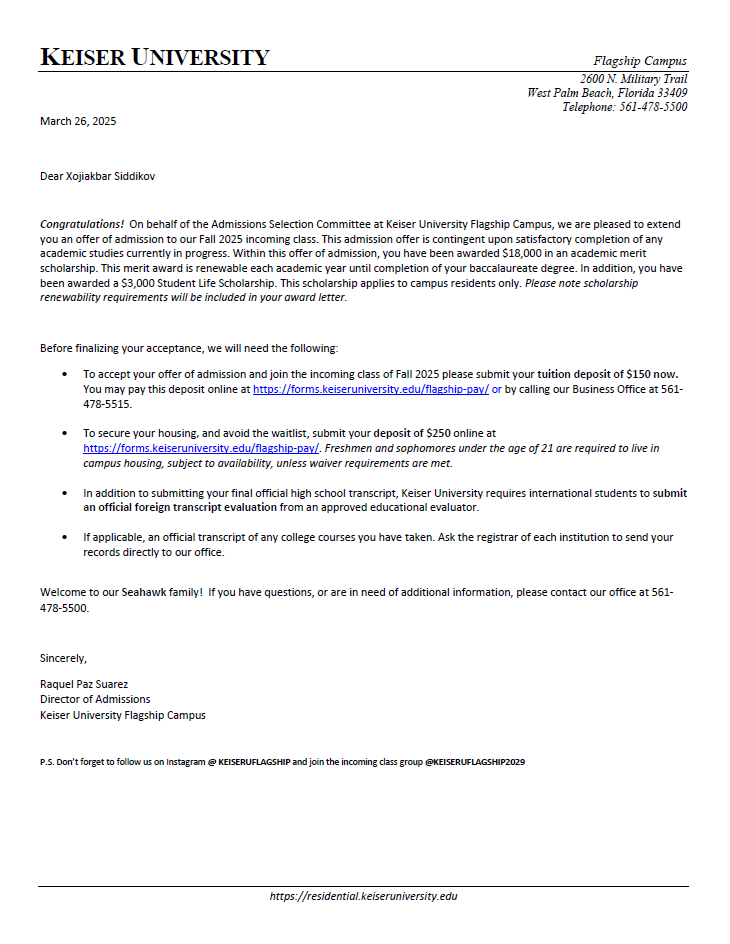 KEISER UNIVERSITY
Flagship Campus
2600 N. Military Trail
West Palm Beach, Florida 33409
Telephone: 561-478-5500
March 26, 2025
Dear Xojiakbar Siddikov
Congratulations!  On behalf of the Admissions Selection Committee at Keiser University Flagship Campus, we are pleased to extend
you an offer of admission to our Fall 2025 incoming class. This admission offer is contingent upon satisfactory completion of any
academic studies currently in progress. Within this offer of admission, you have been awarded $18,000 in an academic merit
scholarship. This merit award is renewable each academic year until completion of your baccalaureate degree. In addition, you have
been awarded a $3,000 Student Life Scholarship. This scholarship applies to campus residents only. Please note scholarship
renewability requirements will be included in your award letter.
Before finalizing your acceptance, we will need the following:
• To accept your offer of admission and join the incoming class of Fall 2025 please submit your tuition deposit of $150 now.
You may pay this deposit online at https://forms.keiseruniversity.edu/flagship-pay/ or by calling our Business Office at 561-
478-5515.
• To secure your housing, and avoid the waitlist, submit your deposit of $250 online at
https://forms.keiseruniversity.edu/flagship-pay/. Freshmen and sophomores under the age of 21 are required to live in
campus housing, subject to availability, unless waiver requirements are met.
• In addition to submitting your final official high school transcript, Keiser University requires international students to submit
an official foreign transcript evaluation from an approved educational evaluator.
• If applicable, an official transcript of any college courses you have taken. Ask the registrar of each institution to send your
records directly to our office.
Welcome to our Seahawk family!  If you have questions, or are in need of additional information, please contact our office at 561-
478-5500.
Sincerely,
Raquel Paz Suarez
Director of Admissions
Keiser University Flagship Campus
P.S. Don't forget to follow us on Instagram @ KEISERUFLAGSHIP and join the incoming class group @KEISERUFLAGSHIP2029
https://residential.keiseruniversity.edu